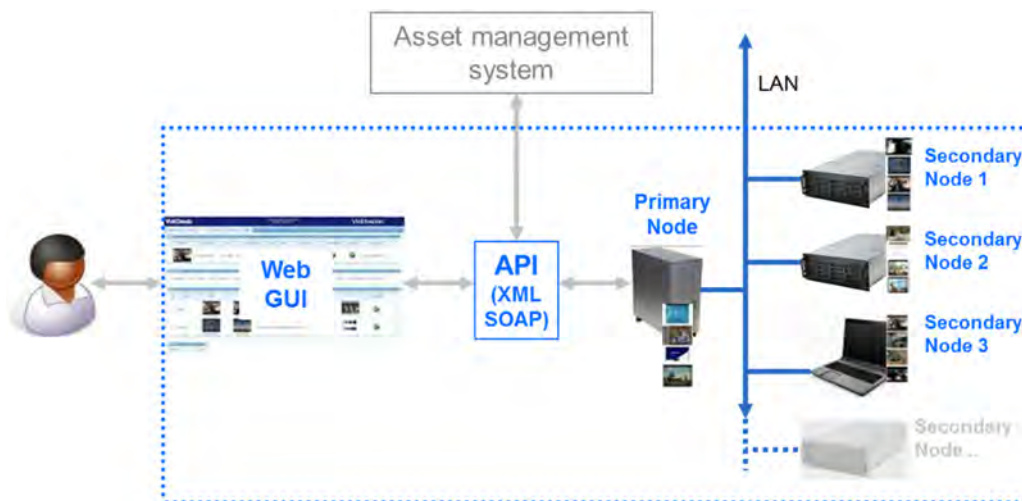 Asset management
system
LAN
Secondary
Node 1
Primary
Node
Web
GUI
API
(XML
SOAP)
Secondary
Node 2
Secondary
Node 3
Secondary
Node ...